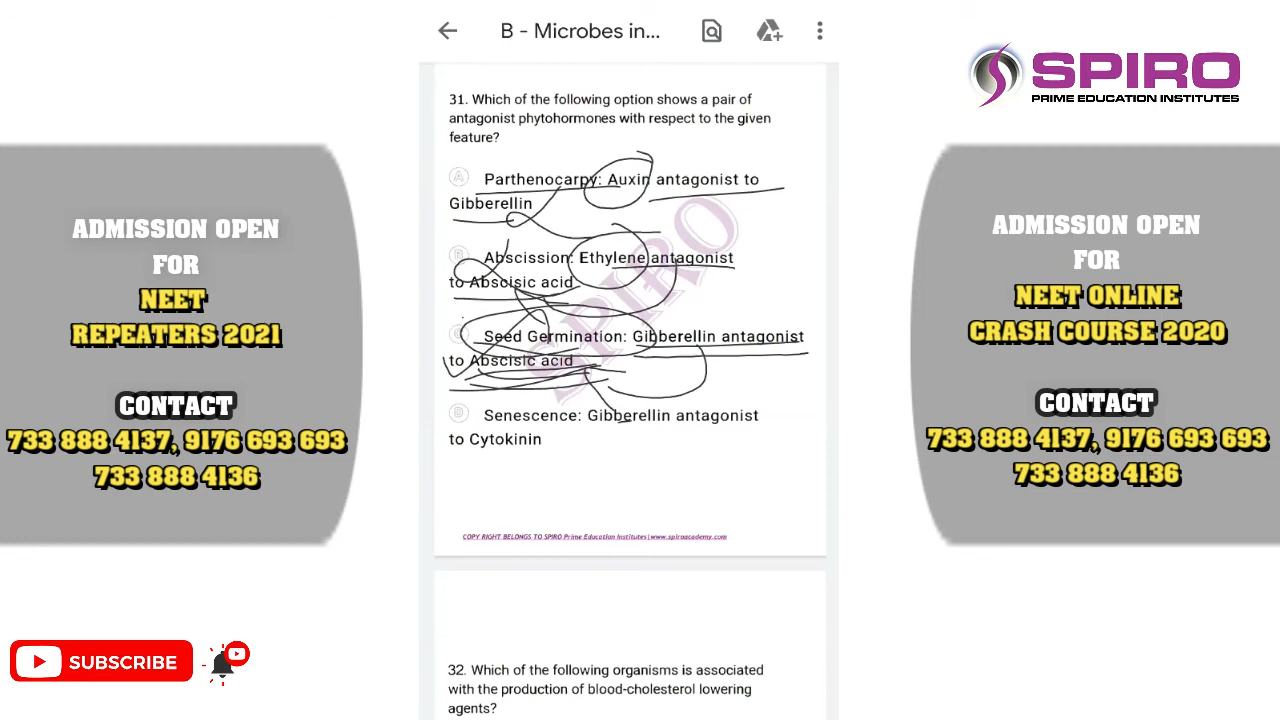 B - Microbes in...
SPIRO
PRIME EDUCATION INSTITUTES
31. Which of the following option shows a pair of
antagonist phytohormones with respect to the given
feature?
A Parthenocarpy: Auxin antagonist to
Gibberellin
B Abscission: Ethylene antagonist
to Abscisic acid
C Seed Germination: Gibberellin antagonist
to Abscisic acid
D Senescence: Gibberellin antagonist
to Cytokinin
SPIRO
COPY RIGHT BELONGS TO SPIRO Prime Education Institutes|www.spiroacademy.com
32. Which of the following organisms is associated
with the production of blood-cholesterol lowering
agents?
ADMISSION OPEN
FOR
NEET
REPEATERS 2021
CONTACT
733 888 4137, 9176 693 693
733 888 4136
ADMISSION OPEN
FOR
NEET ONLINE
CRASH COURSE 2020
CONTACT
733 888 4137, 9176 693 693
733 888 4136
SUBSCRIBE